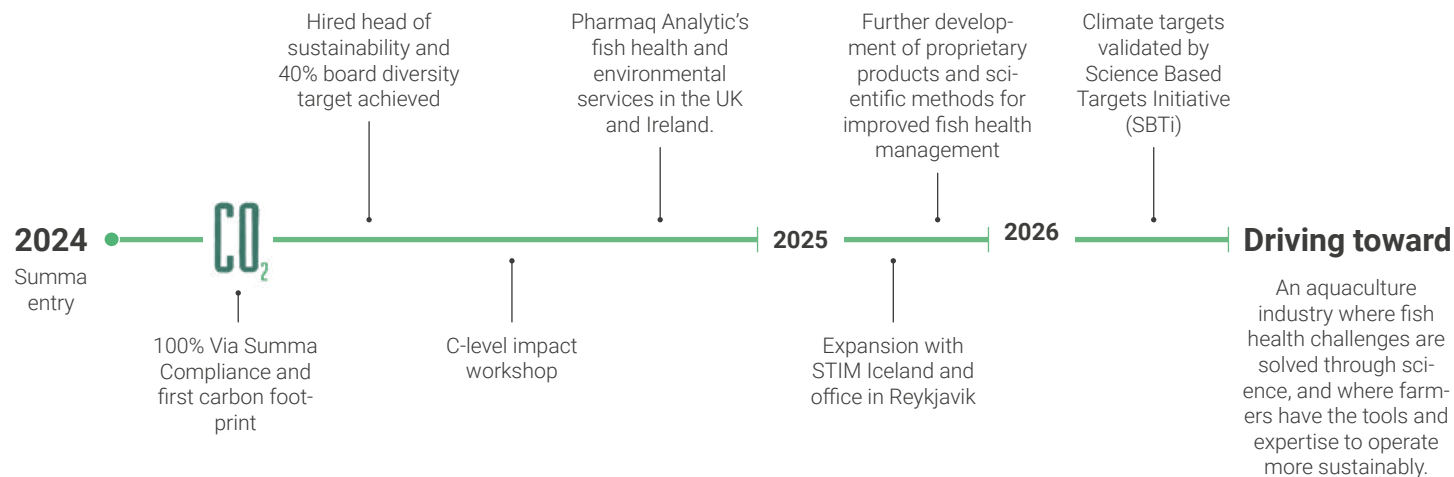 Hired head of
sustainability and
40% board diversity
target achieved
Pharmaq Analytic's
fish health and
environmental
services in the UK
and Ireland.
Further develop-
ment of proprietary
products and sci-
entific methods for
improved fish health
management
Climate targets
validated by
Science Based
Targets Initiative
(SBTi)
2024
Summa
entry
CO2
2025
2026
Driving toward
100% Via Summa
Compliance and
first carbon foot-
print
C-level impact
workshop
Expansion with
STIM Iceland and
office in Reykjavik
An aquaculture
industry where fish
health challenges are
solved through sci-
ence, and where farm-
ers have the tools and
expertise to operate
more sustainably.